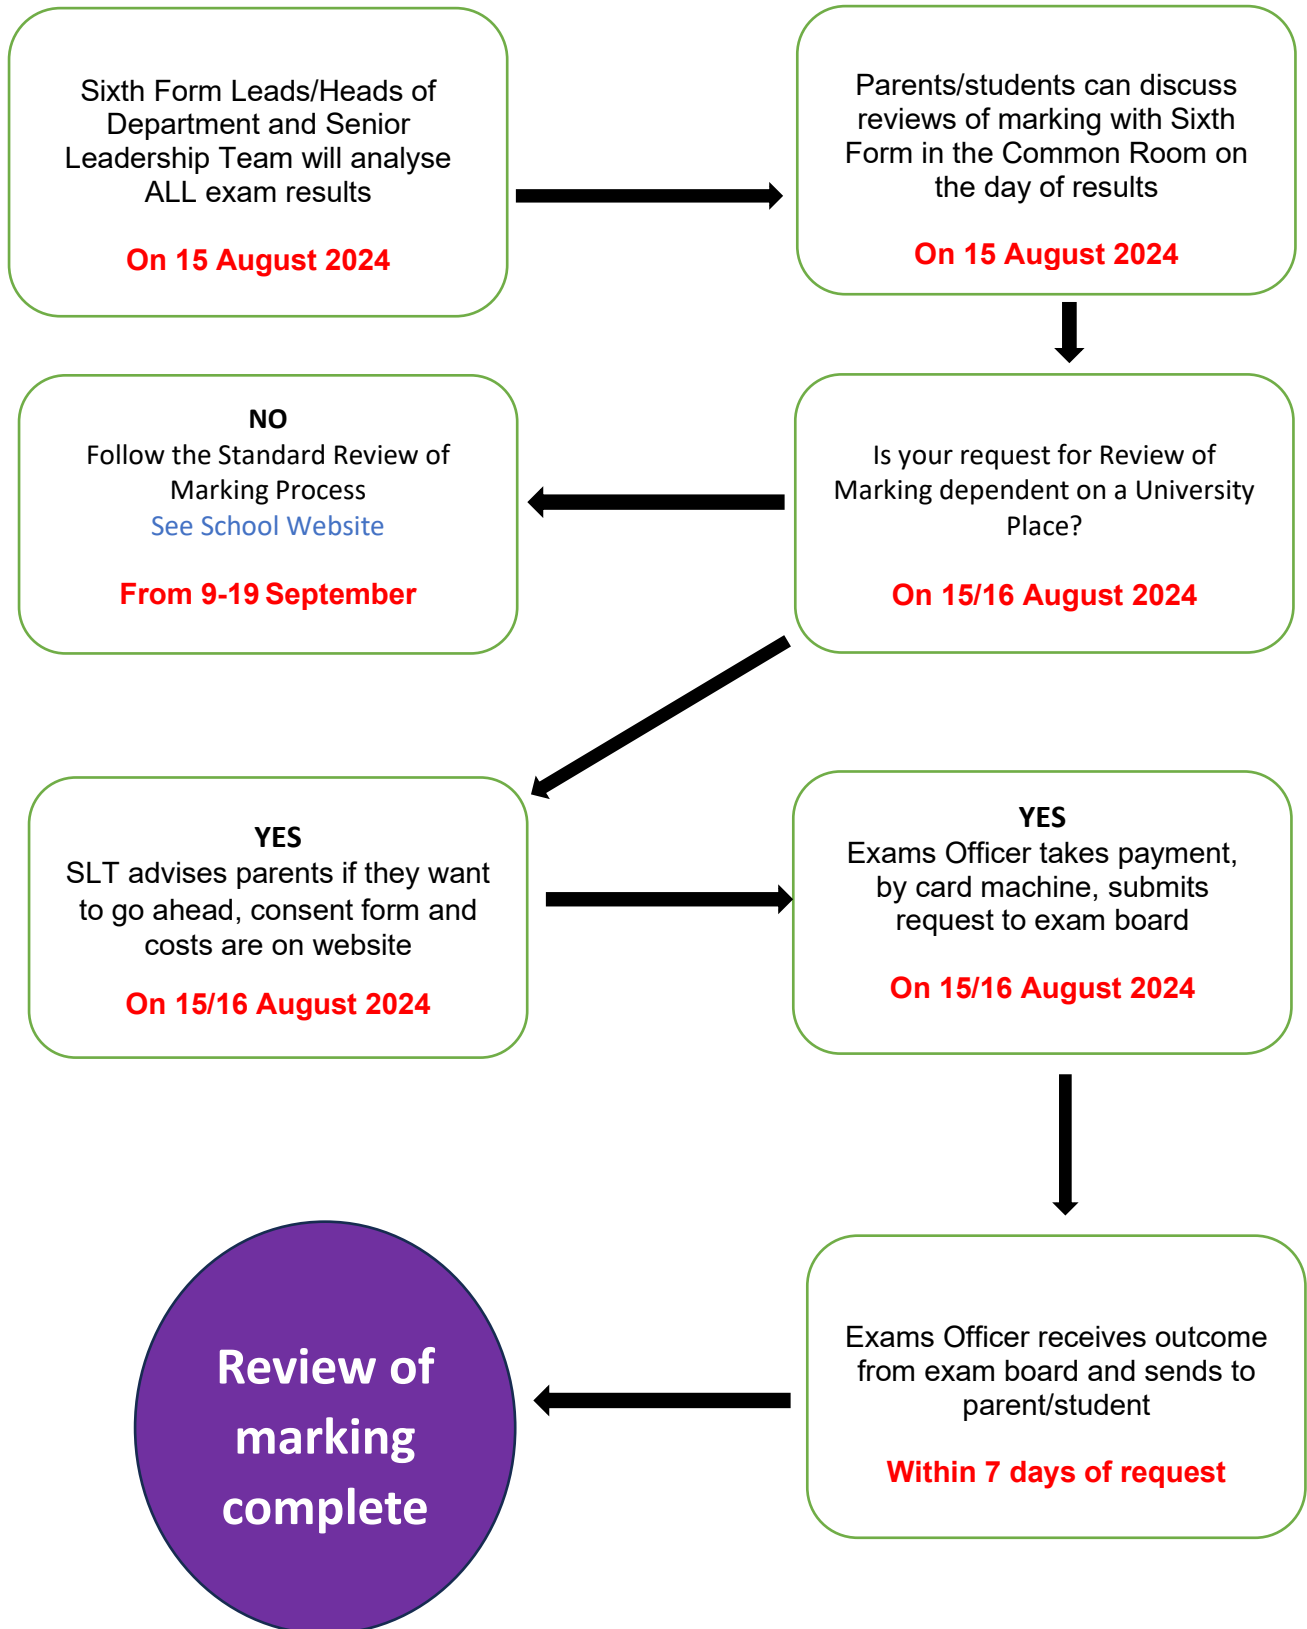 Sixth Form Leads/Heads of
Department and Senior
Leadership Team will analyse
ALL exam results
On 15 August 2024
Parents/students can discuss
reviews of marking with Sixth
Form in the Common Room on
the day of results
On 15 August 2024
Is your request for Review of
Marking dependent on a University
Place?
On 15/16 August 2024
NO
Follow the Standard Review of
Marking Process
See School Website
From 9-19 September
YES
SLT advises parents if they want
to go ahead, consent form and
costs are on website
On 15/16 August 2024
YES
Exams Officer takes payment,
by card machine, submits
request to exam board
On 15/16 August 2024
Exams Officer receives outcome
from exam board and sends to
parent/student
Within 7 days of request
Review of
marking
complete